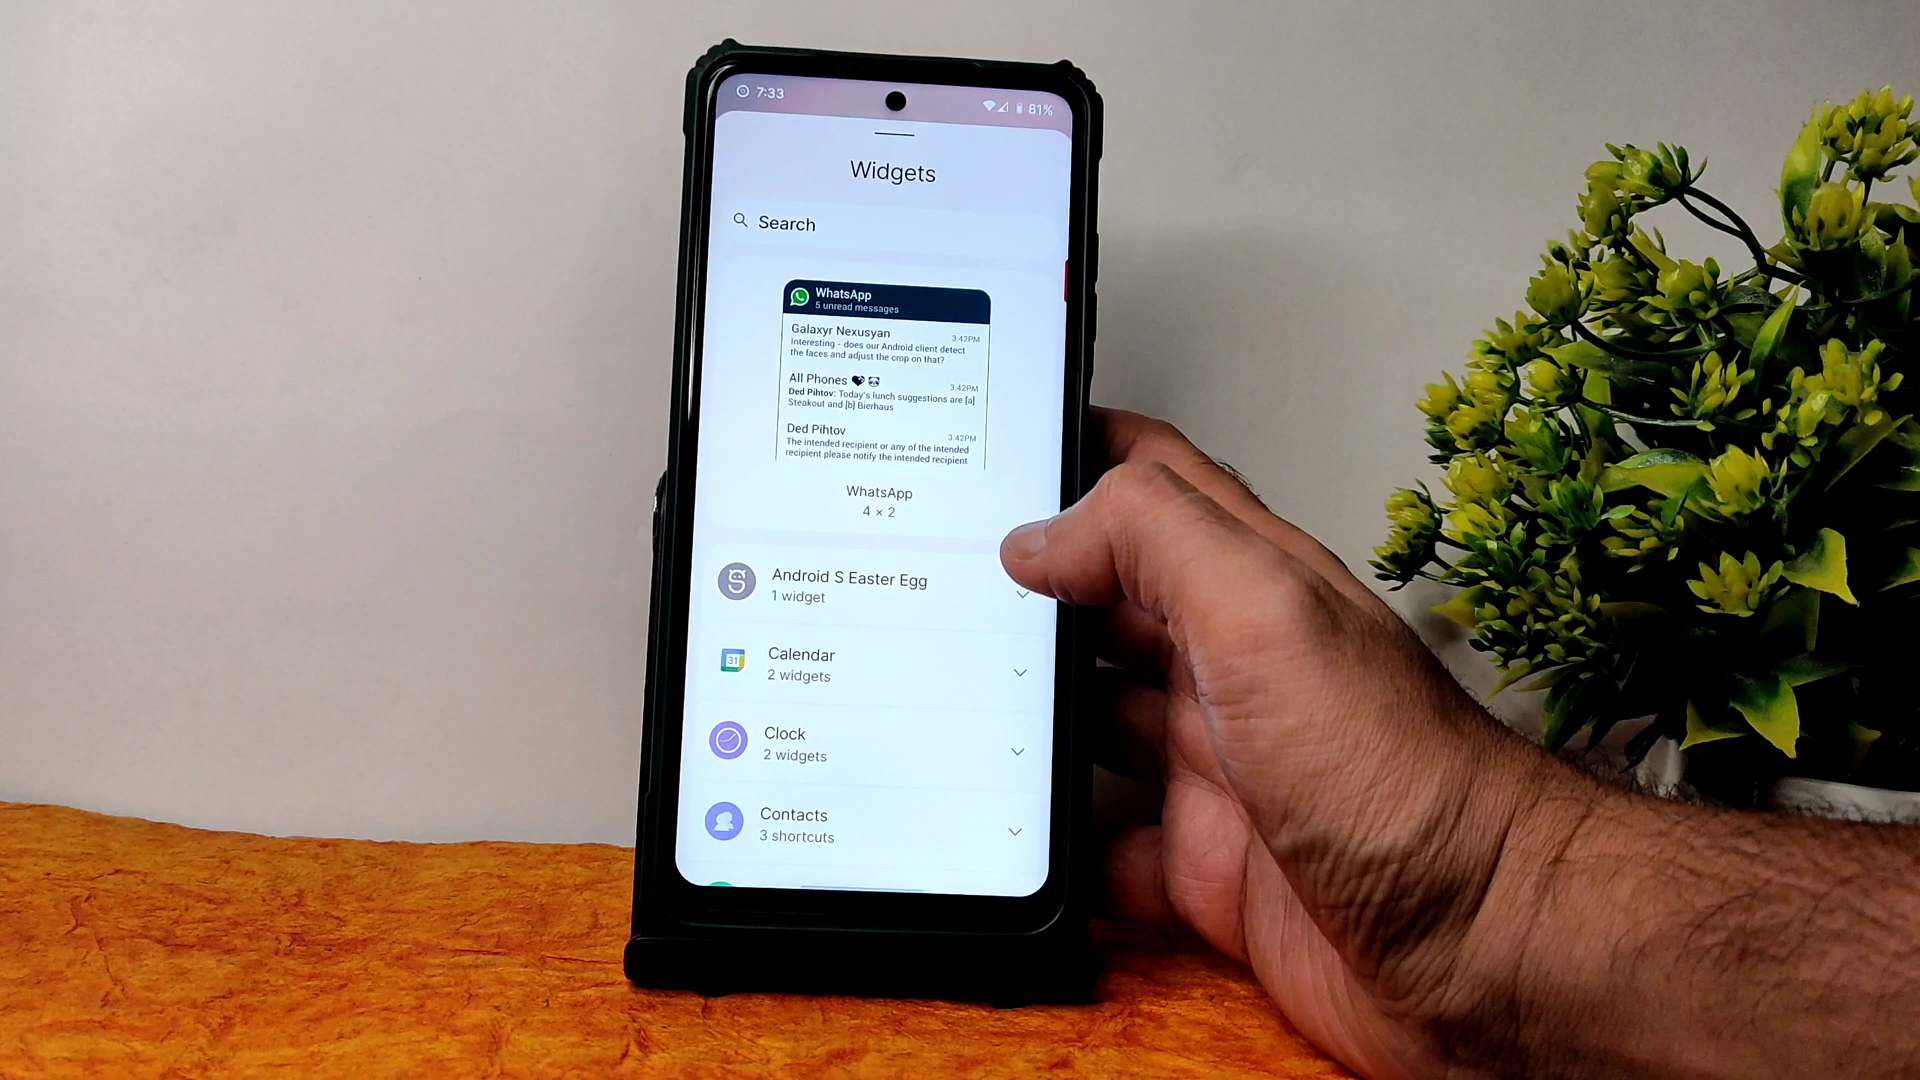 7:33
81%
Widgets
Search
WhatsApp
5 unread messages
Galaxyr Nexusyan 3:42PM
Interesting - does our Android client detect
the faces and adjust the crop on that?
All Phones 3:42PM
Ded Pihtov: Today's lunch suggestions are [a]
Steakout and [b] Bierhaus
Ded Pihtov 3:42PM
The intended recipient or any of the intended
recipient please notify the intended recipient
WhatsApp
4 × 2
Android S Easter Egg
1 widget
31
Calendar
2 widgets
Clock
2 widgets
Contacts
3 shortcuts